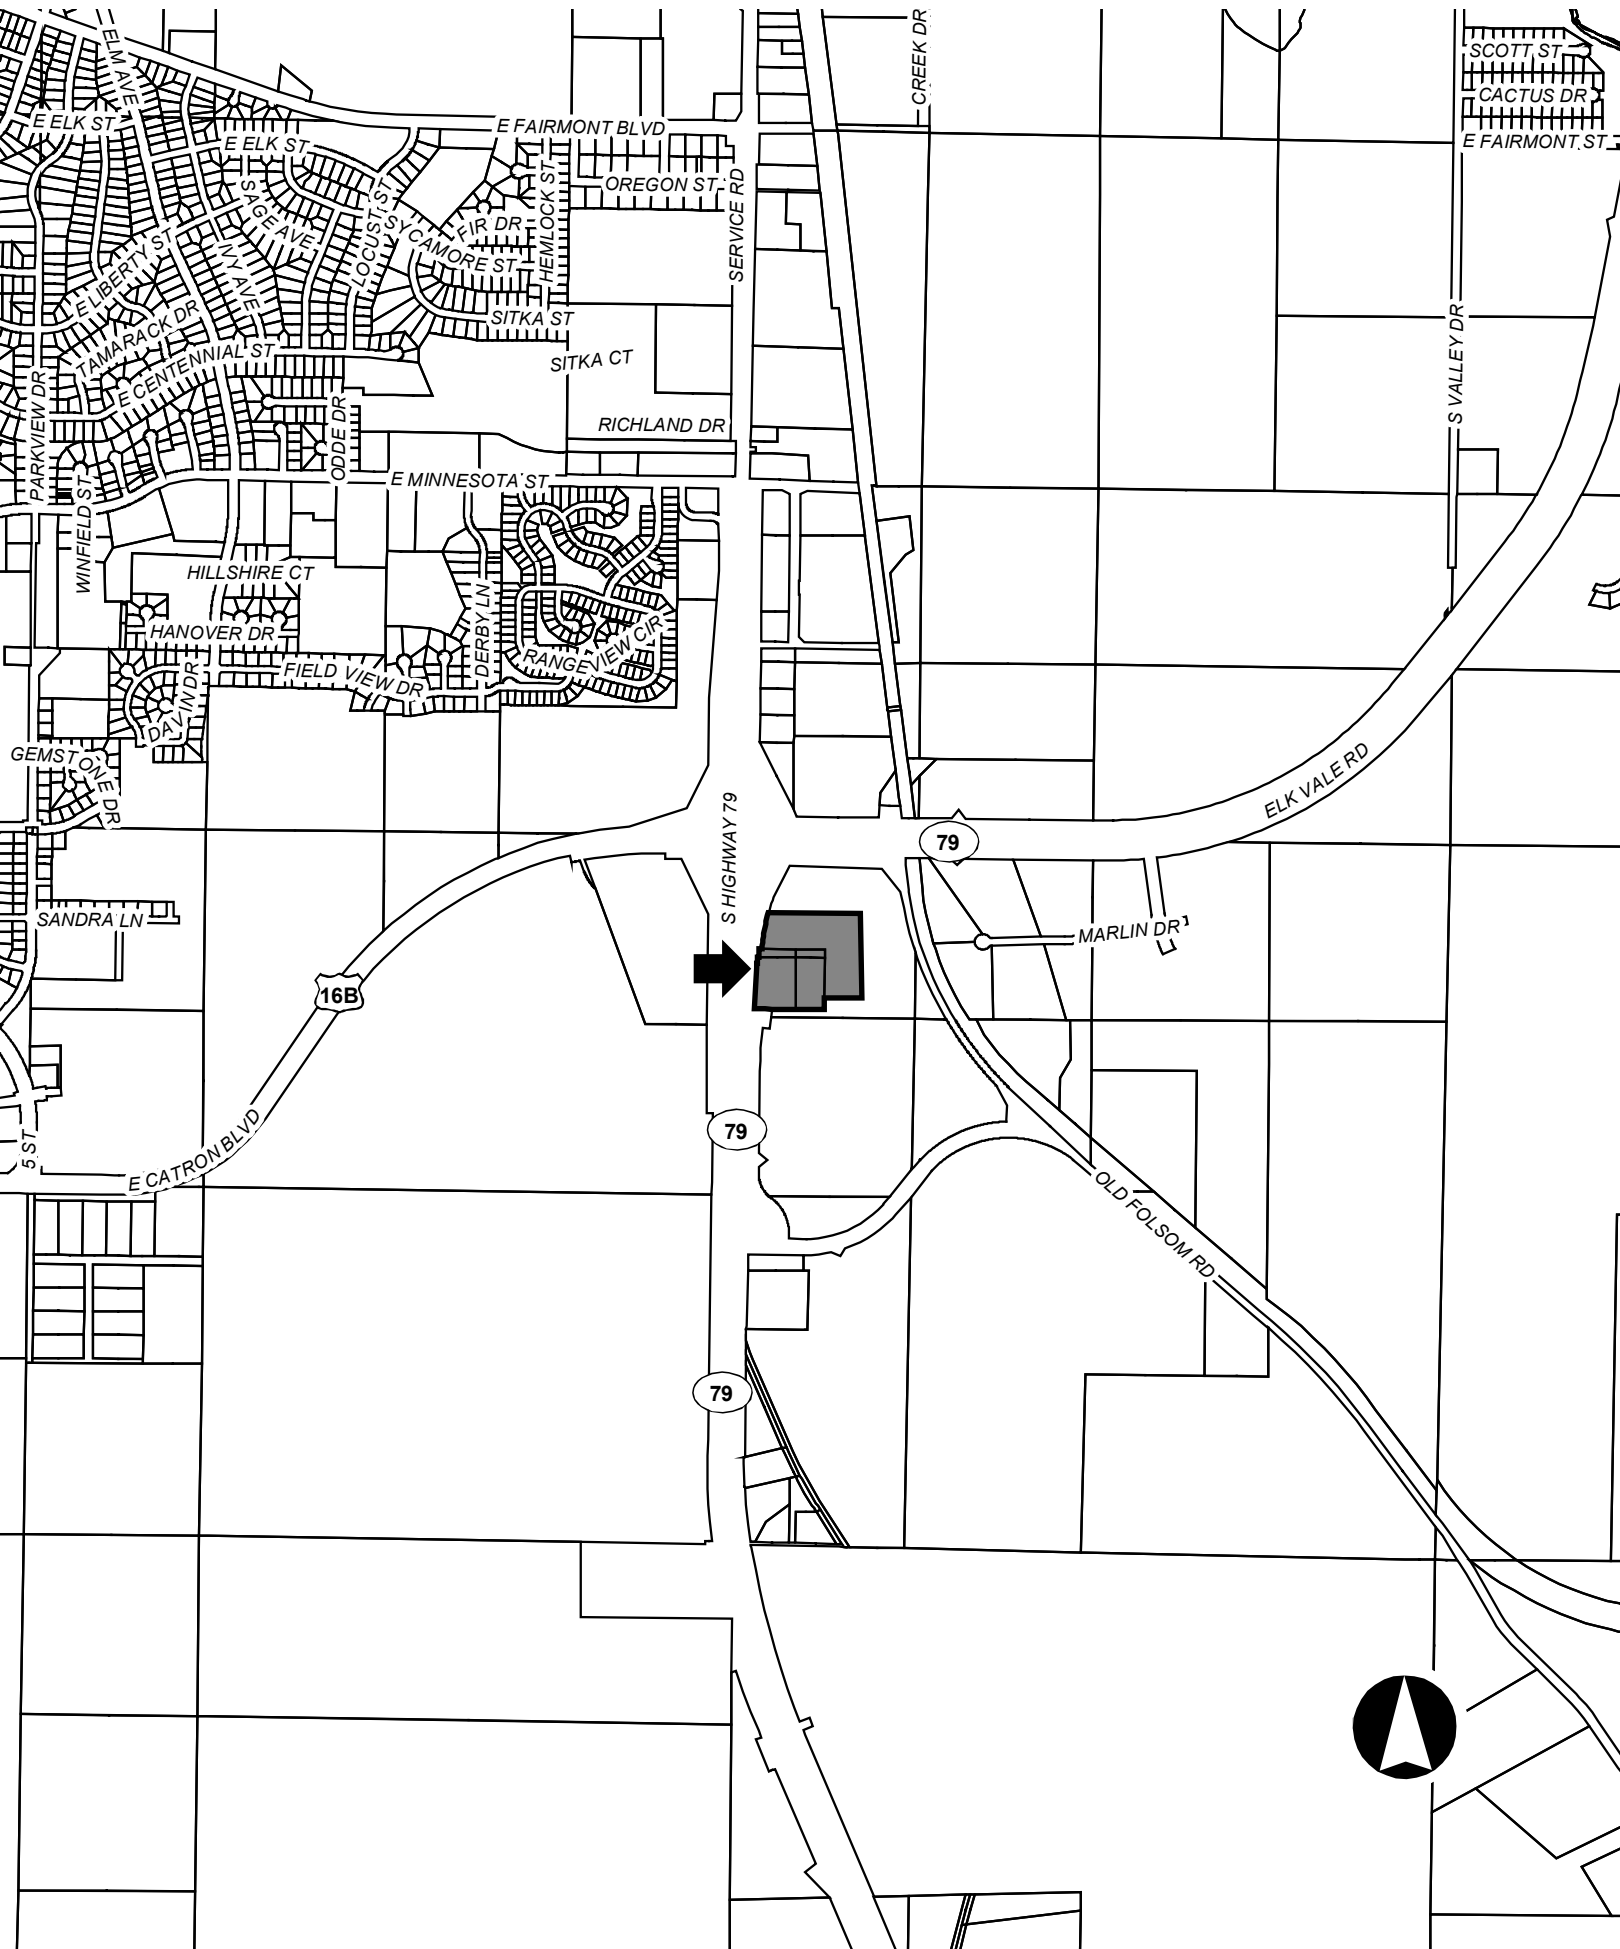 ELM AVE
CREEK DR
SCOTT ST
CACTUS DR
E FAIRMONT ST
E ELK ST
E FAIRMONT BLVD
E ELK ST
OREGON ST
SAGE AVE
LOCUST ST
SYCAMORE ST
FIR DR
HEMLOCK ST
SERVICE RD
E LIBERTY ST
IVY AVE
TAMARACK DR
SITKA ST
E CENTENNIAL ST
SITKA CT
S VALLEY DR
PARKVIEW DR
ODDE DR
RICHLAND DR
E MINNESOTA ST
WINFIELD ST
HILLSHIRE CT
DERBY LN
HANOVER DR
RANGEVIEW CIR
FIELD VIEW DR
DAVIN DR
GEMSTONE DR
ELK VALE RD
S HIGHWAY 79
79
SANDRA LN
MARLIN DR
16B
79
5 ST
E CATRON BLVD
OLD FOLSOM RD
79